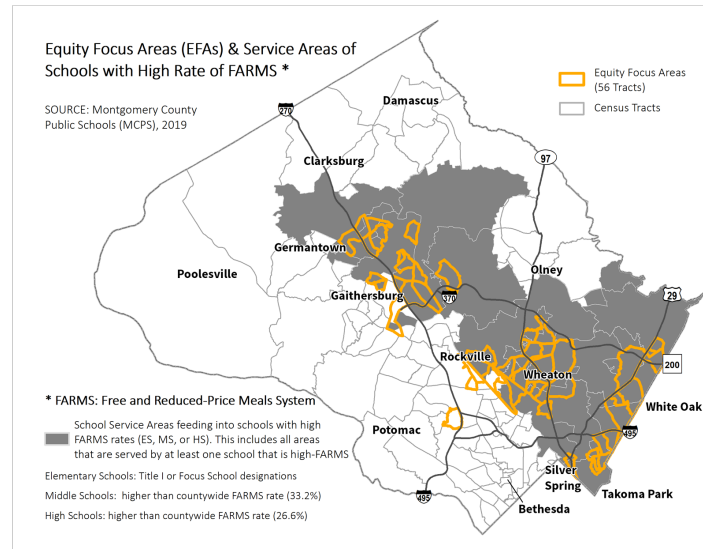 Equity Focus Areas (EFAs) & Service Areas of
Schools with High Rate of FARMS *
SOURCE: Montgomery County
Public Schools (MCPS), 2019
Equity Focus Areas
(56 Tracts)
Census Tracts
270
Damascus
97
Clarksburg
Germantown
Olney
Poolesville
29
Gaithersburg
370
Rockville
Wheaton
200
* FARMS: Free and Reduced-Price Meals System
White Oak
School Service Areas feeding into schools with high
FARMS rates (ES, MS, or HS). This includes all areas
that are served by at least one school that is high-FARMS
Potomac
495
Elementary Schools: Title I or Focus School designations
Silver
Spring
Takoma Park
Middle Schools:  higher than countywide FARMS rate (33.2%)
495
Bethesda
High Schools: higher than countywide FARMS rate (26.6%)